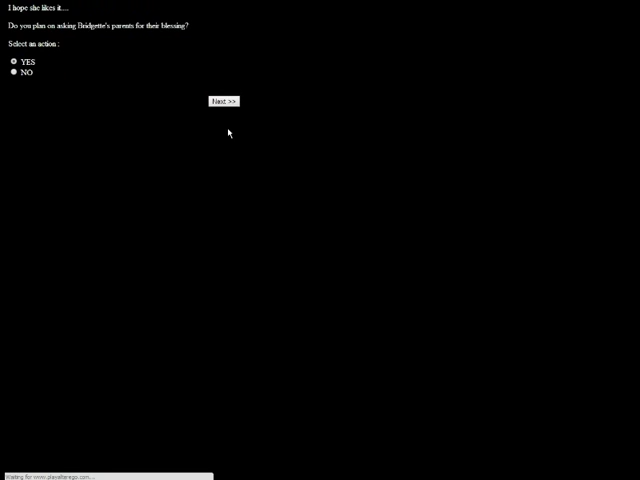 I hope she likes it....
Do you plan on asking Bridgette's parents for their blessing?
Select an action :
YES
NO
Next >>
Waiting for www.playalterego.com....